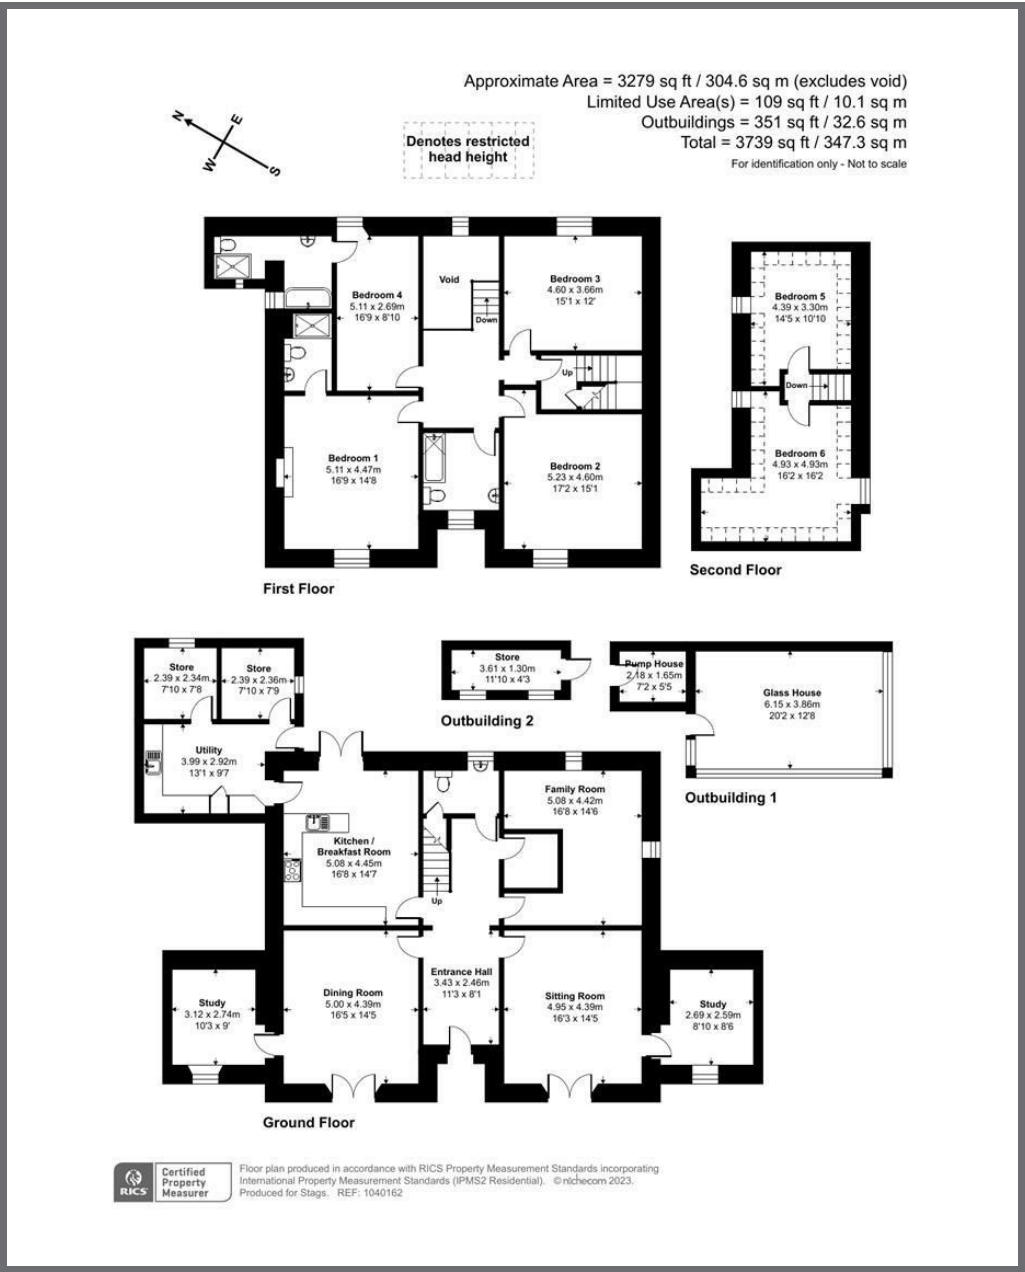 Approximate Area = 3279 sq ft / 304.6 sq m (excludes void)
Limited Use Area(s) = 109 sq ft / 10.1 sq m
Outbuildings = 351 sq ft / 32.6 sq m
Total = 3739 sq ft / 347.3 sq m
For identification only - Not to scale
N
E
W
S
Denotes restricted
head height
Bedroom 4
5.11 x 2.69m
16'9 x 8'10
Void
Down
Bedroom 3
4.60 x 3.66m
15'1 x 12'
Up
Bedroom 1
5.11 x 4.47m
16'9 x 14'8
Bedroom 2
5.23 x 4.60m
17'2 x 15'1
First Floor
Bedroom 5
4.39 x 3.30m
14'5 x 10'10
Down
Bedroom 6
4.93 x 4.93m
16'2 x 16'2
Second Floor
Store
2.39 x 2.34m
7'10 x 7'8
Store
2.39 x 2.36m
7'10 x 7'9
Utility
3.99 x 2.92m
13'1 x 9'7
Store
3.61 x 1.30m
11'10 x 4'3
Outbuilding 2
Pump House
2.18 x 1.65m
7'2 x 5'5
Glass House
6.15 x 3.86m
20'2 x 12'8
Outbuilding 1
Kitchen /
Breakfast Room
5.08 x 4.45m
16'8 x 14'7
Up
Family Room
5.08 x 4.42m
16'8 x 14'6
Study
3.12 x 2.74m
10'3 x 9'
Dining Room
5.00 x 4.39m
16'5 x 14'5
Entrance Hall
3.43 x 2.46m
11'3 x 8'1
Sitting Room
4.95 x 4.39m
16'3 x 14'5
Study
2.69 x 2.59m
8'10 x 8'6
Ground Floor
RICS
Certified
Property
Measurer
Floor plan produced in accordance with RICS Property Measurement Standards incorporating
International Property Measurement Standards (IPMS2 Residential). © nichecom 2023.
Produced for Stags. REF: 1040162